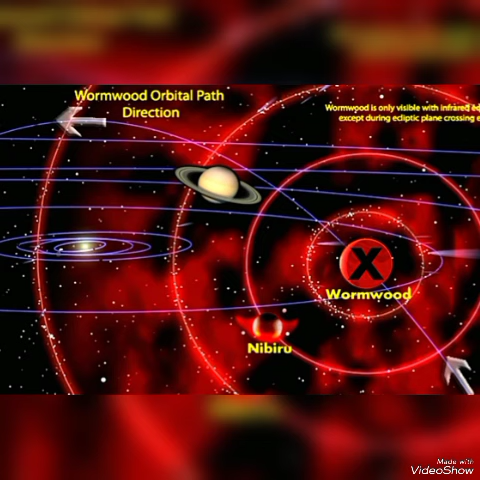 Wormwood Orbital Path
Direction
Wormwood is only visible with infrared
except during ecliptic plane crossing
X
Wormwood
Nibiru
Made with
VideoShow